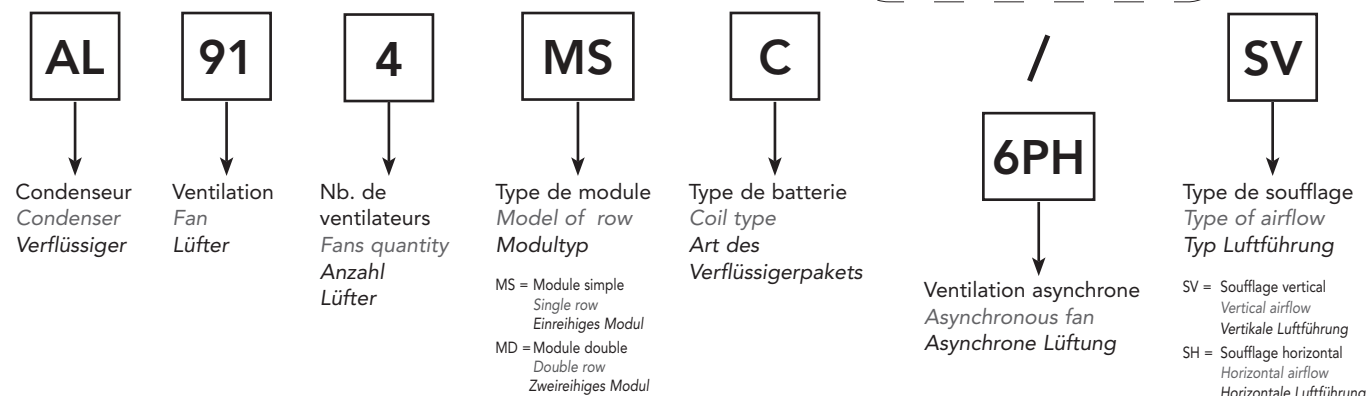 AL 91 4 MS C / SV
6PH
Condenseur
Condenser
Verflüssiger
Ventilation
Fan
Lüfter
Nb. de
ventilateurs
Fans quantity
Anzahl
Lüfter
Type de module
Model of row
Modultyp
MS = Module simple
Single row
Einreihiges Modul
MD = Module double
Double row
Zweireihiges Modul
Type de batterie
Coil type
Art des
Verflüssigerpakets
Ventilation asynchrone
Asynchronous fan
Asynchrone Lüftung
Type de soufflage
Type of airflow
Typ Luftführung
SV = Soufflage vertical
Vertical airflow
Vertikale Luftführung
SH = Soufflage horizontal
Horizontal airflow
Horizontale Luftführung